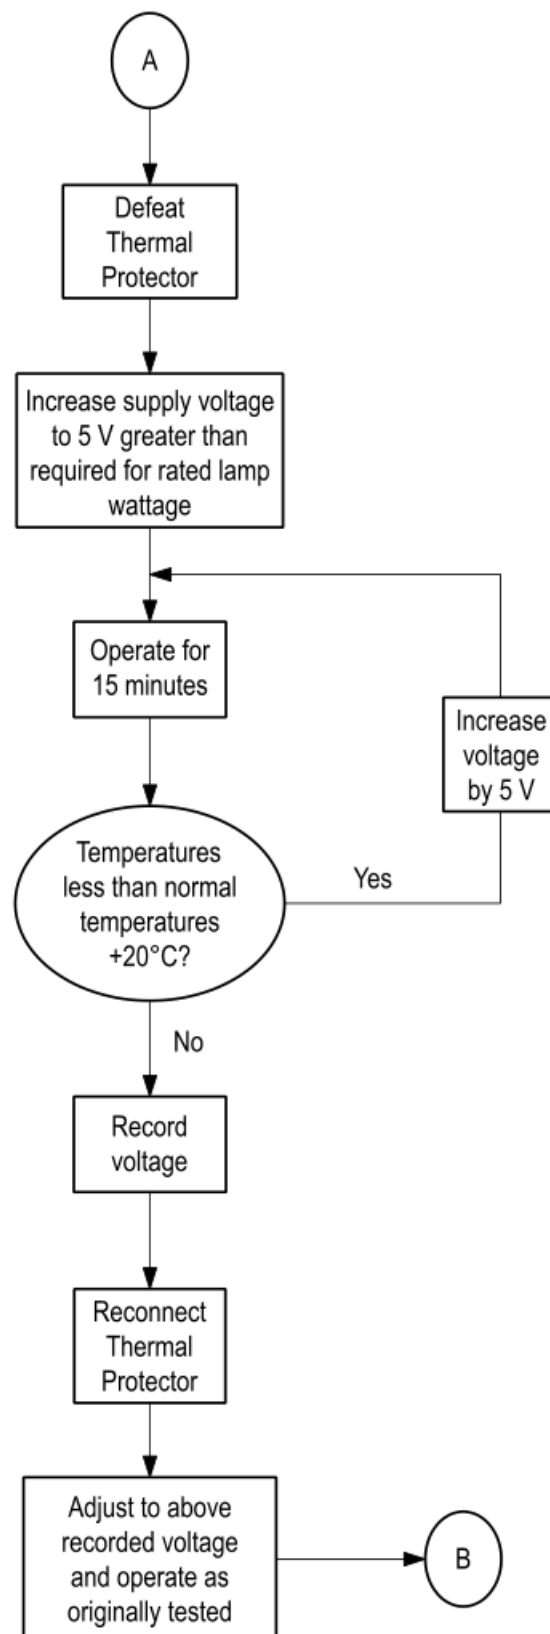 A
Defeat
Thermal
Protector
Increase supply voltage
to 5 V greater than
required for rated lamp
wattage
Operate for
15 minutes
Increase
voltage
by 5 V
Temperatures
less than normal
temperatures
+20°C?
Yes
No
Record
voltage
Reconnect
Thermal
Protector
Adjust to above
recorded voltage
and operate as
originally tested
B